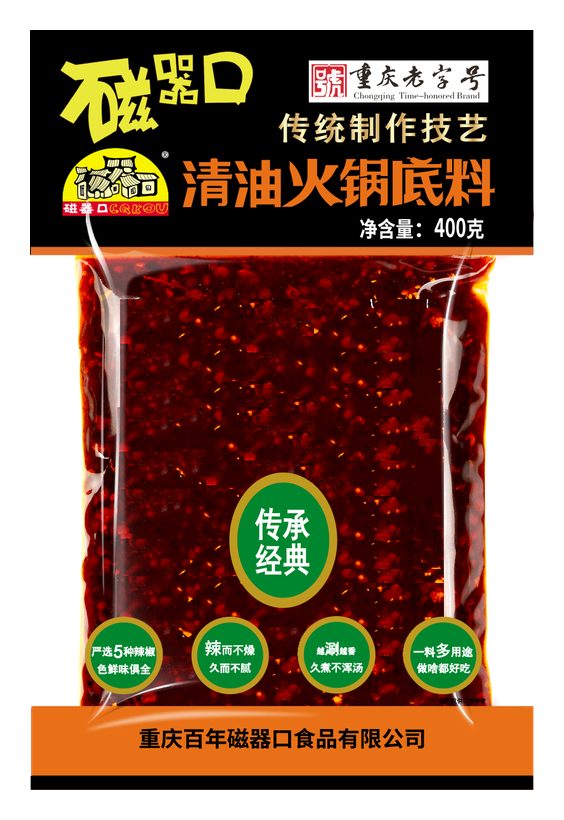 磁器口
號 重庆老字号
Chongqing Time-honored Brand
传统制作技艺
®
磁器口CQKOU
清油火锅底料
净含量：400克
传承
经典
严选5种辣椒
色鲜味俱全
辣而不燥
久而不腻
越涮越香
久煮不浑汤
一料多用途
做啥都好吃
重庆百年磁器口食品有限公司